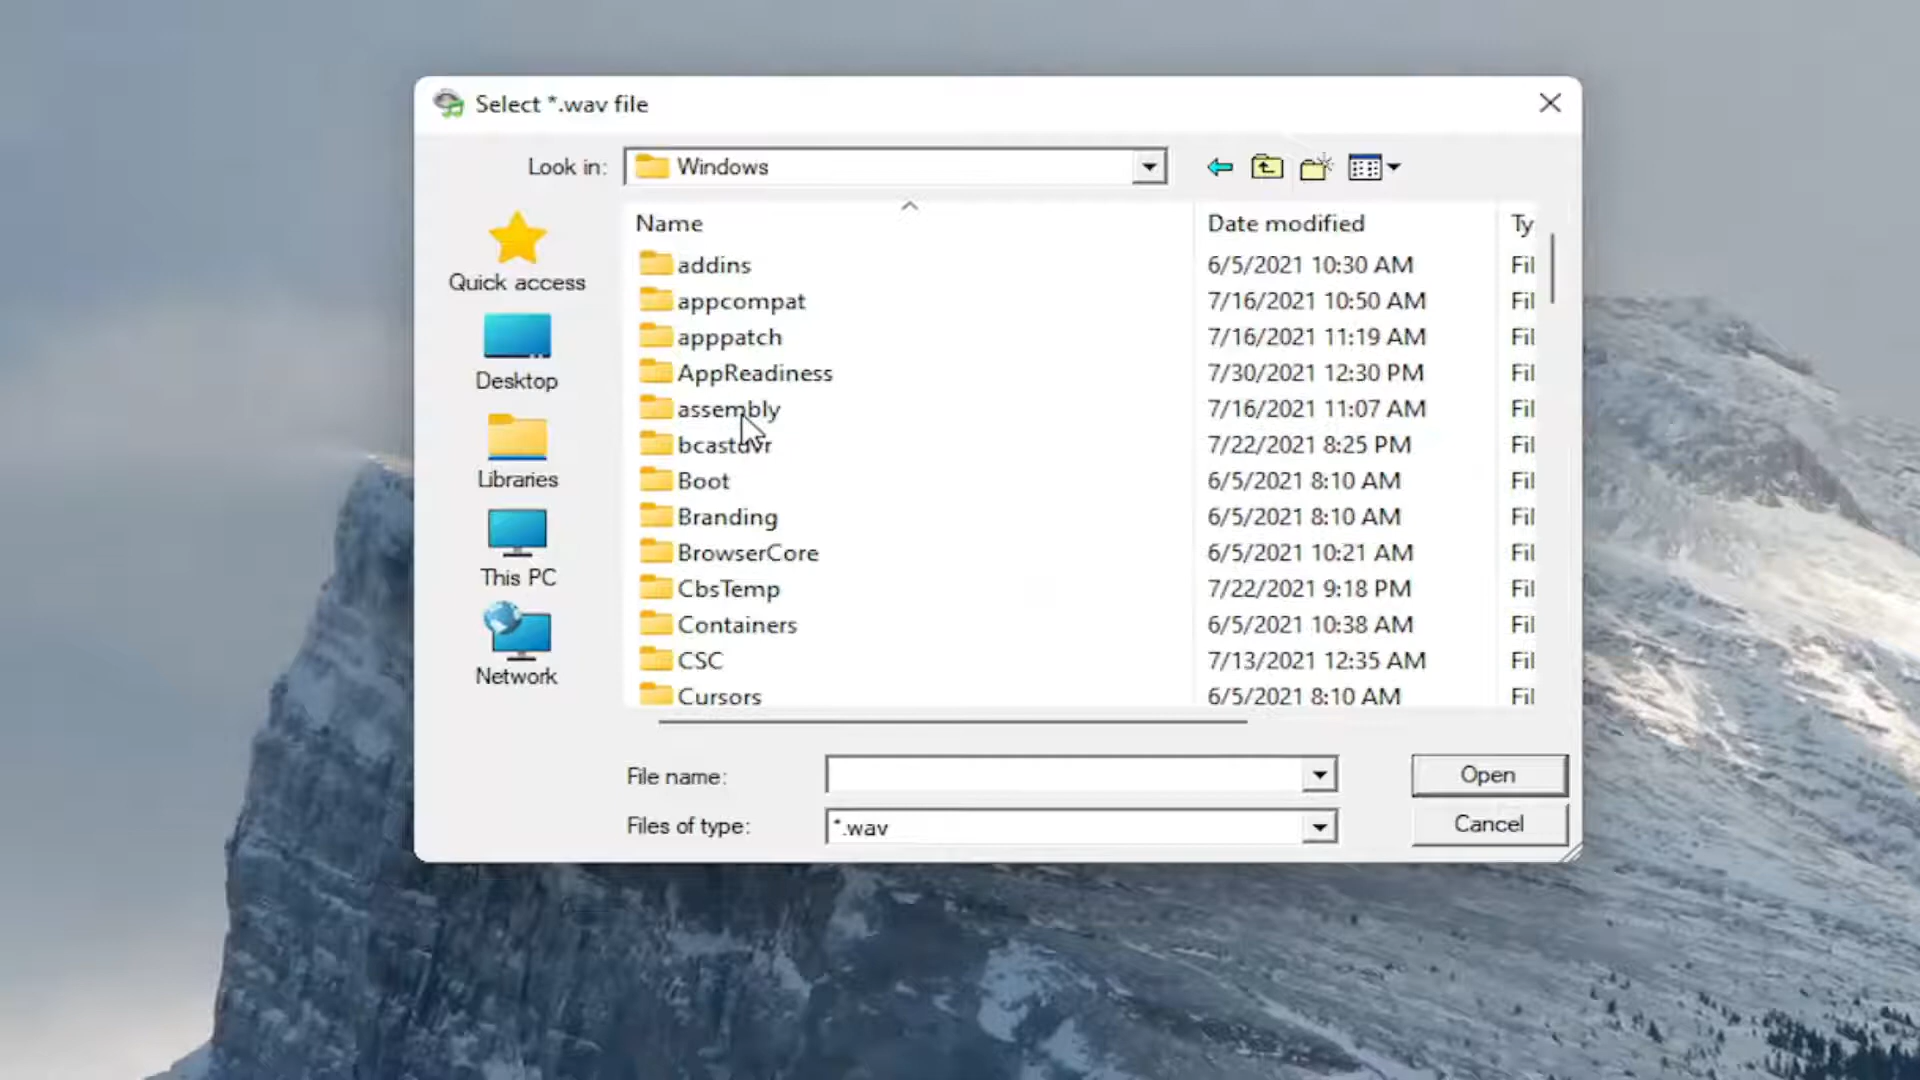 Select *.wav file
Look in: Windows
Name Date modified Ty
addins 6/5/2021 10:30 AM Fil
appcompat 7/16/2021 10:50 AM Fil
apppatch 7/16/2021 11:19 AM Fil
AppReadiness 7/30/2021 12:30 PM Fil
assembly 7/16/2021 11:07 AM Fil
bcastdvr 7/22/2021 8:25 PM Fil
Boot 6/5/2021 8:10 AM Fil
Branding 6/5/2021 8:10 AM Fil
BrowserCore 6/5/2021 10:21 AM Fil
CbsTemp 7/22/2021 9:18 PM Fil
Containers 6/5/2021 10:38 AM Fil
CSC 7/13/2021 12:35 AM Fil
Cursors 6/5/2021 8:10 AM Fil
Quick access
Desktop
Libraries
This PC
Network
File name: Open
Files of type: *.wav Cancel